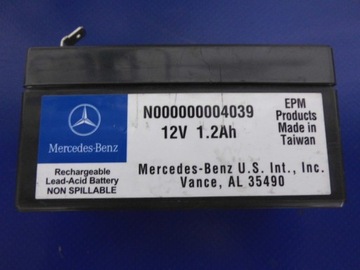 Mercedes-Benz
Rechargeable
Lead-Acid Battery
NON SPILLABLE
N000000004039
12V 1.2Ah
EPM
Products
Made in
Taiwan
Mercedes-Benz U.S. Int., Inc.
Vance, AL 35490